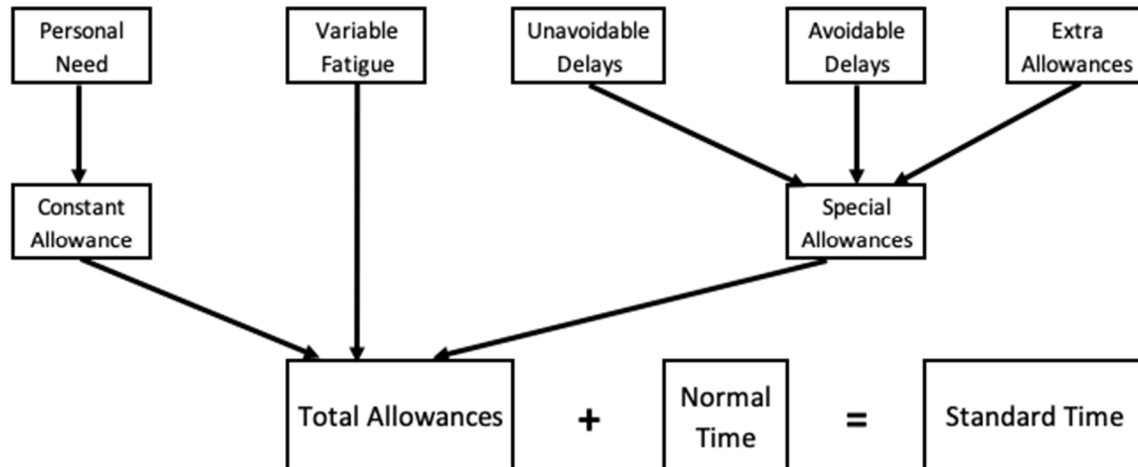 Personal
Need
Variable
Fatigue
Unavoidable
Delays
Avoidable
Delays
Extra
Allowances
Constant
Allowance
Special
Allowances
Total Allowances
+
Normal
Time
=
Standard Time